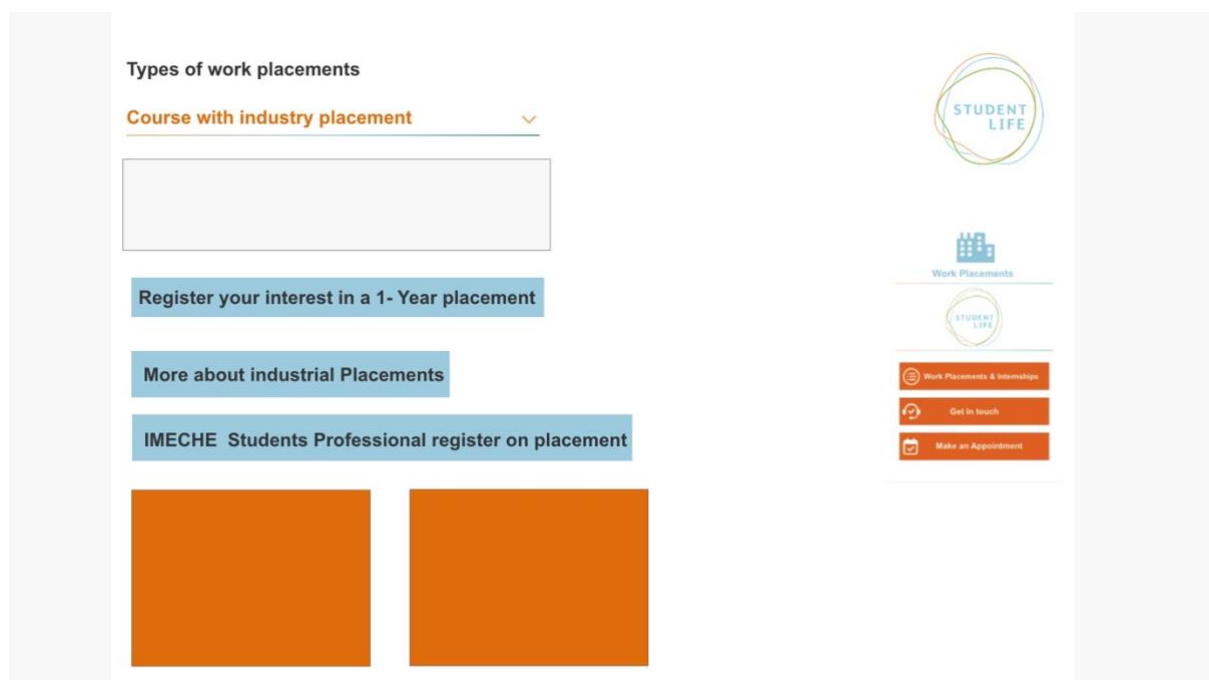 Types of work placements
Course with industry placement
Register your interest in a 1- Year placement
More about industrial Placements
IMECHE  Students Professional register on placement
STUDENT
LIFE
Work Placements
STUDENT
LIFE
Work Placements & Internships
Get in touch
Make an Appointment